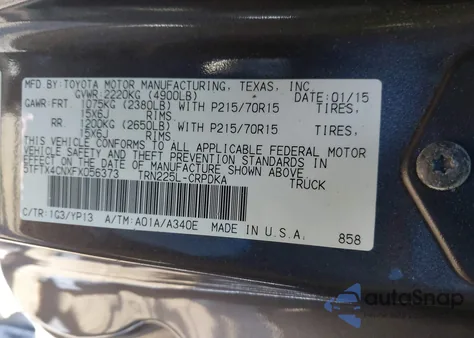 MFD.BY:TOYOTA MOTOR MANUFACTURING, TEXAS, INC.
GVWR: 2220KG (4900LB) DATE: 01/15
GAWR:FRT. 1075KG (2380LB) WITH P215/70R15 TIRES,
15X6J RIMS
RR. 1200KG (2650LB) WITH P215/70R15 TIRES,
15X6J RIMS
THIS VEHICLE CONFORMS TO ALL APPLICABLE FEDERAL MOTOR
VEHICLE SAFETY AND THEFT PREVENTION STANDARDS IN
EFFECT ON THE DATE OF MANUFACTURE SHOWN ABOVE.
5TFTX4CNXFX056373 TRN225L-CRPDKA TRUCK
C/TR:1G3/YP13 A/TM:A01A/A340E MADE IN U.S.A. 858
autoSnap